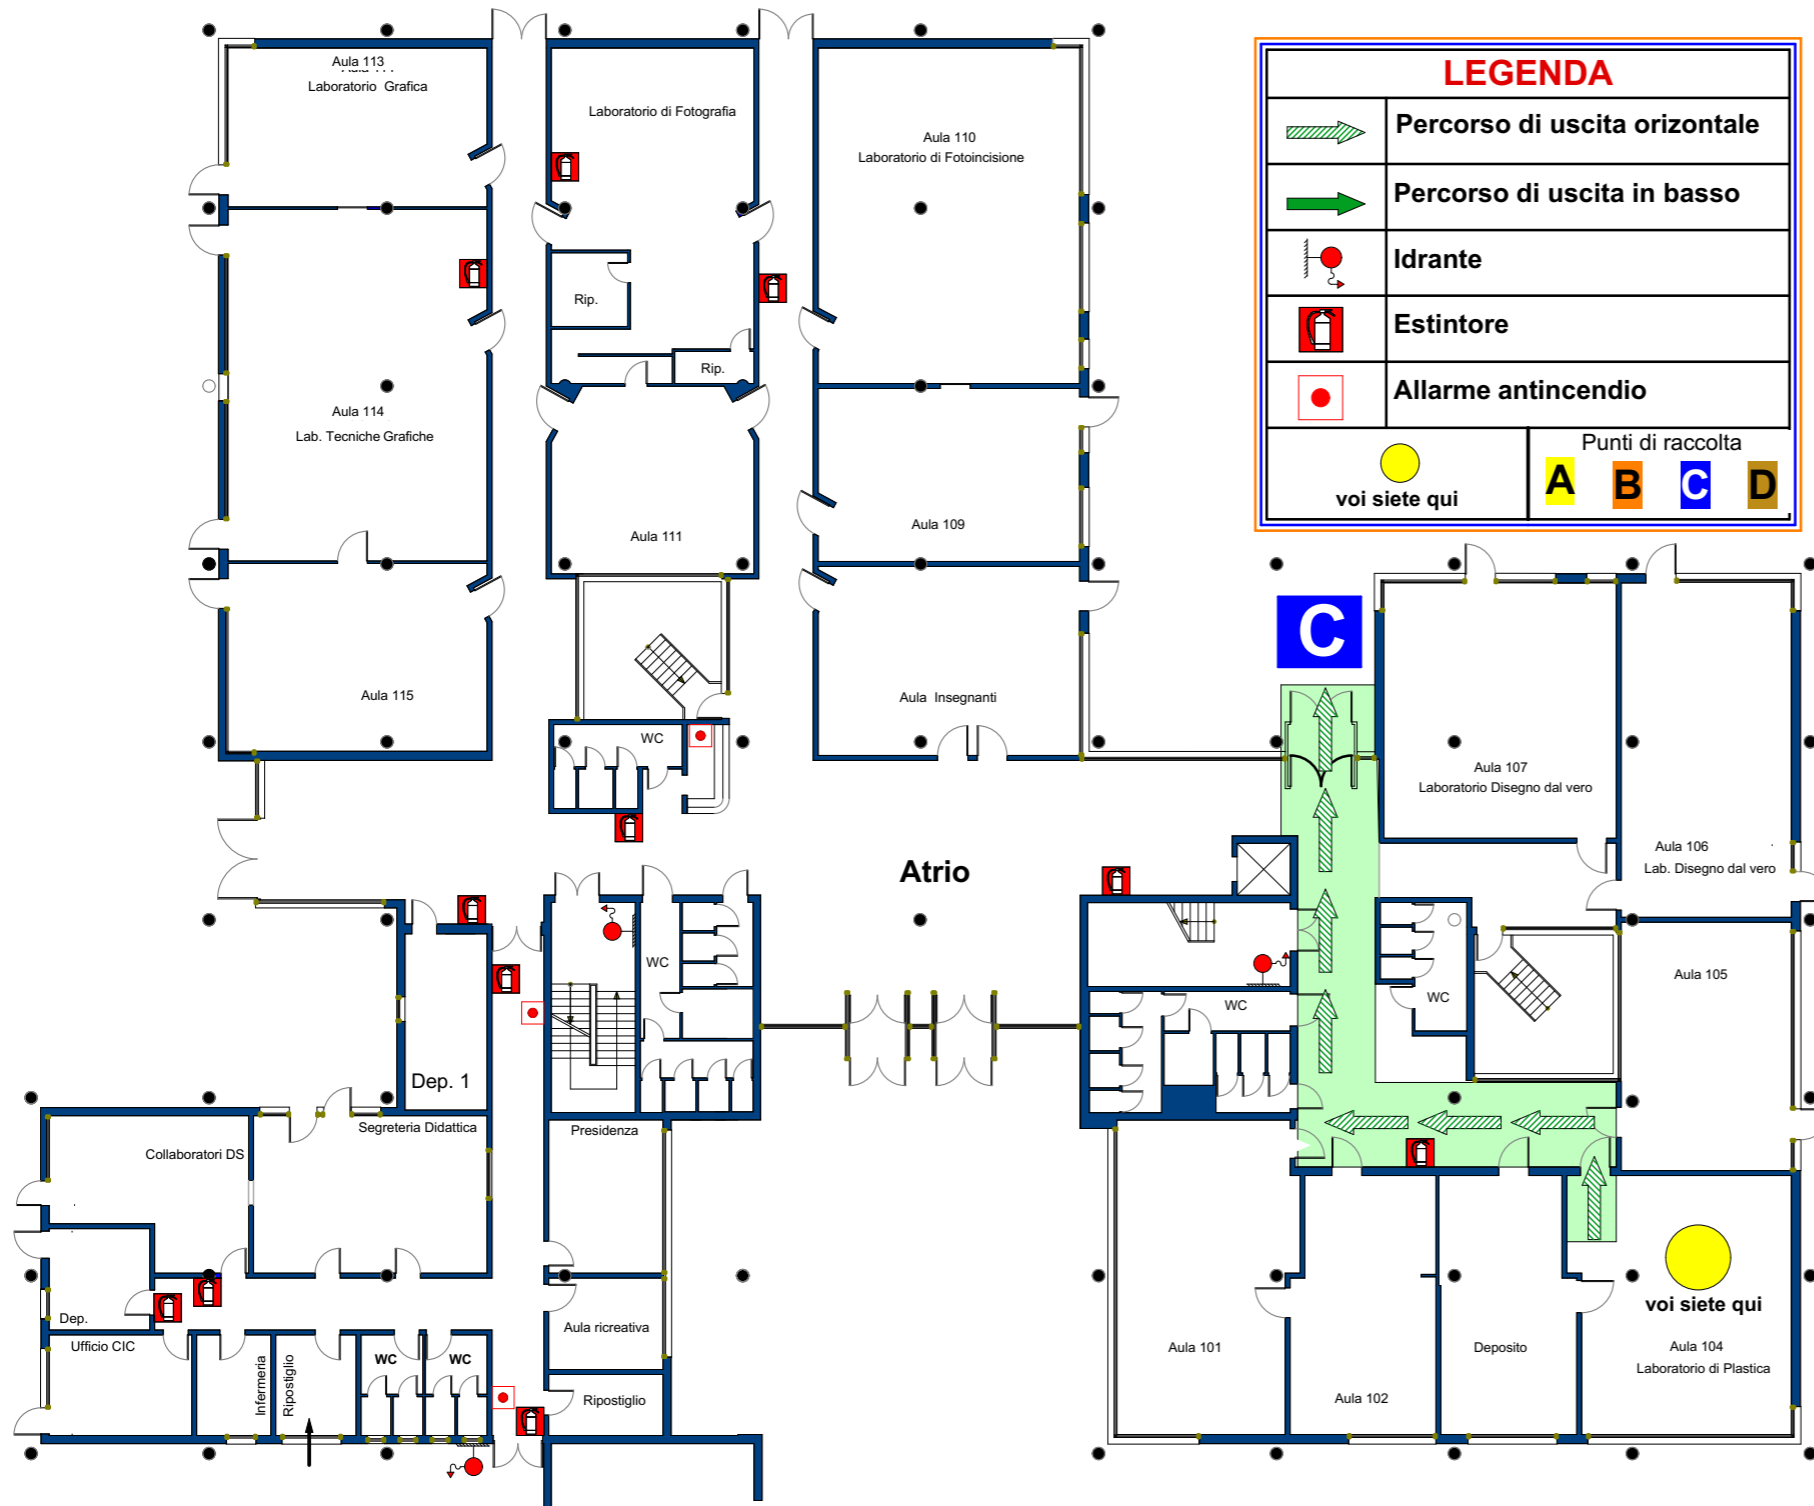 Aula 113
Laboratorio Grafica
Laboratorio di Fotografia
Aula 110
Laboratorio di Fotoincisione
Rip.
Rip.
Aula 114
Lab. Tecniche Grafiche
Aula 111
Aula 109
Aula 115
Aula Insegnanti
WC
LEGENDA
Percorso di uscita orizontale
Percorso di uscita in basso
Idrante
Estintore
Allarme antincendio
voi siete qui
Punti di raccolta
A B C D
C
Aula 107
Laboratorio Disegno dal vero
Aula 106
Lab. Disegno dal vero
Atrio
WC
WC
WC
Aula 105
Dep. 1
Segreteria Didattica
Collaboratori DS
Presidenza
Dep.
Ufficio CIC
Infermeria
Ripostiglio
WC
WC
Aula ricreativa
Ripostiglio
Aula 101
Aula 102
Deposito
voi siete qui
Aula 104
Laboratorio di Plastica